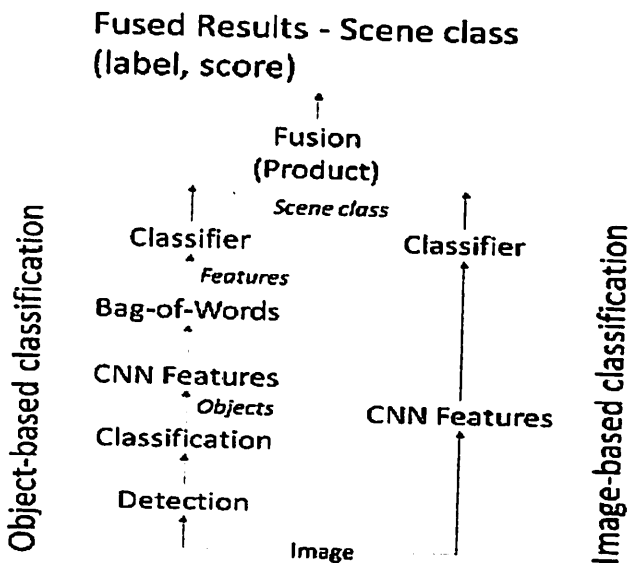 Fused Results - Scene class
(label, score)
Fusion
(Product)
Scene class
Classifier
Classifier
Features
Bag-of-Words
CNN Features
Objects
CNN Features
Classification
Detection
Image
Object-based classification
Image-based classification